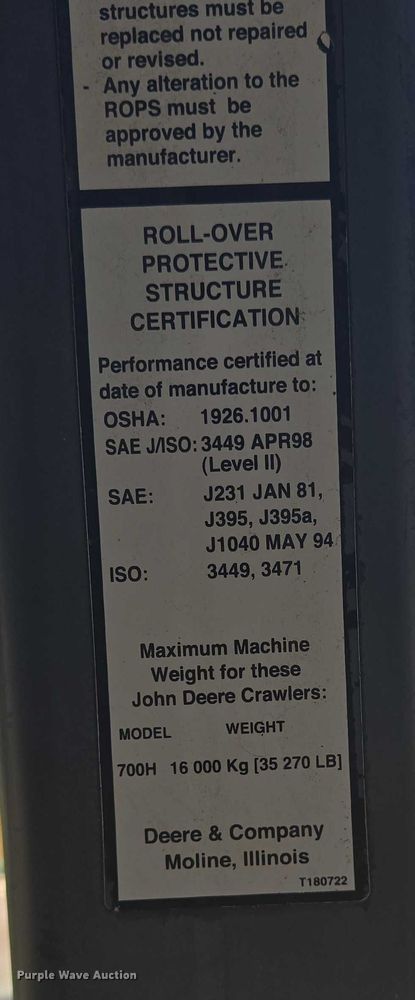 structures must be
replaced not repaired
or revised.
- Any alteration to the
ROPS must be
approved by the
manufacturer.
ROLL-OVER
PROTECTIVE
STRUCTURE
CERTIFICATION
Performance certified at
date of manufacture to:
OSHA: 1926.1001
SAE J/ISO: 3449 APR98
(Level II)
SAE: J231 JAN 81,
J395, J395a,
J1040 MAY 94
ISO: 3449, 3471
Maximum Machine
Weight for these
John Deere Crawlers:
MODEL WEIGHT
700H 16 000 Kg [35 270 LB]
Deere & Company
Moline, Illinois
T180722
Purple Wave Auction